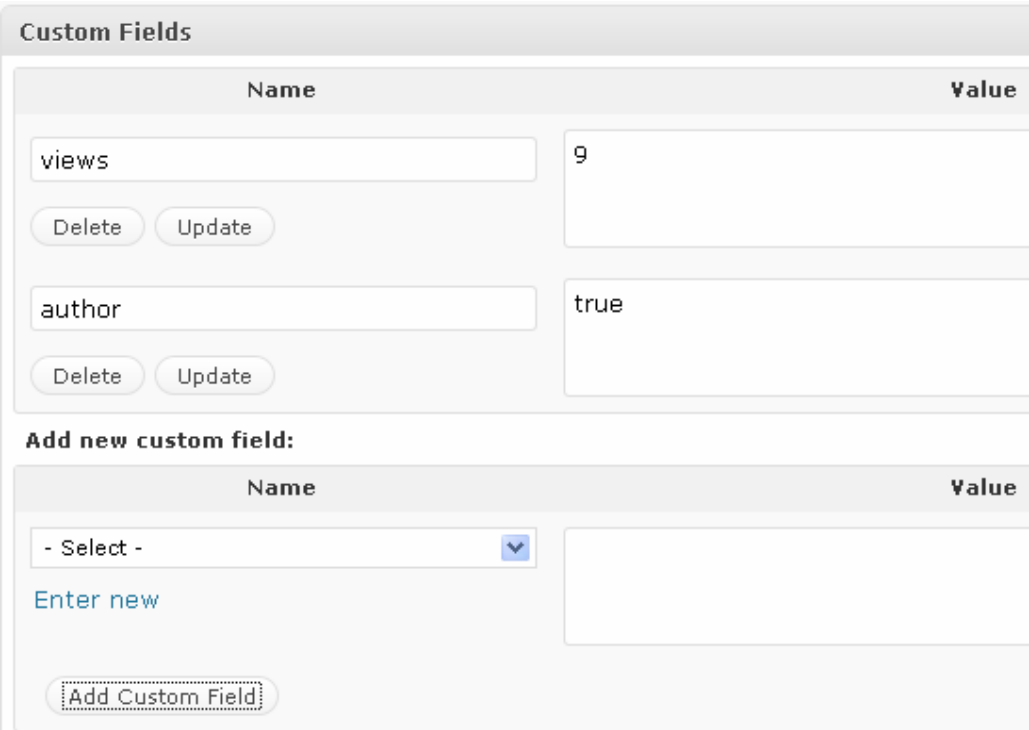 Custom Fields
Name Value
views 9
Delete Update
author true
Delete Update
Add new custom field:
Name Value
- Select -
Enter new
Add Custom Field